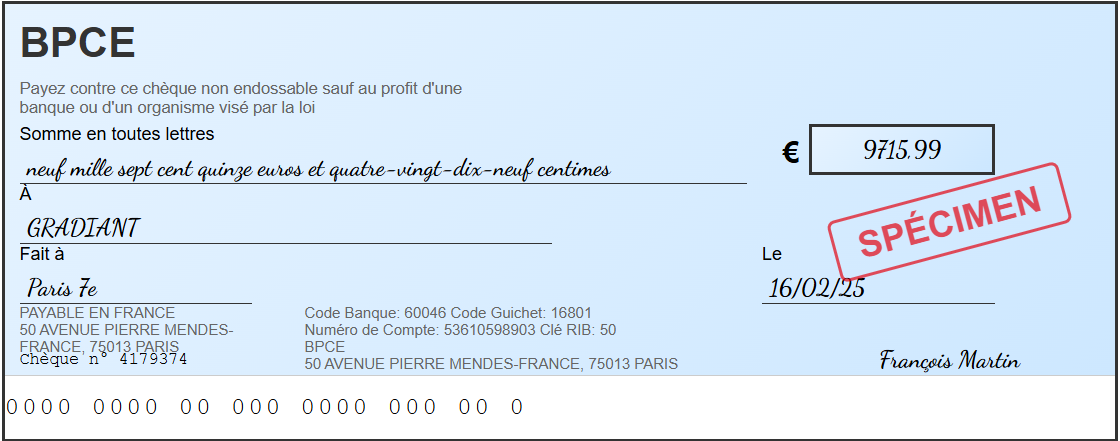 BPCE
Payez contre ce chèque non endossable sauf au profit d'une
banque ou d'un organisme visé par la loi
Somme en toutes lettres
neuf mille sept cent quinze euros et quatre-vingt-dix-neuf centimes
€ 9715.99
À
GRADIANT
SPÉCIMEN
Fait à
Paris 7e
Le
16/02/25
PAYABLE EN FRANCE
50 AVENUE PIERRE MENDES-
FRANCE, 75013 PARIS
Chèque n° 4179374
Code Banque: 60046 Code Guichet: 16801
Numéro de Compte: 53610598903 Clé RIB: 50
BPCE
50 AVENUE PIERRE MENDES-FRANCE, 75013 PARIS
François Martin
0000 0000 00 000 0000 000 00 0